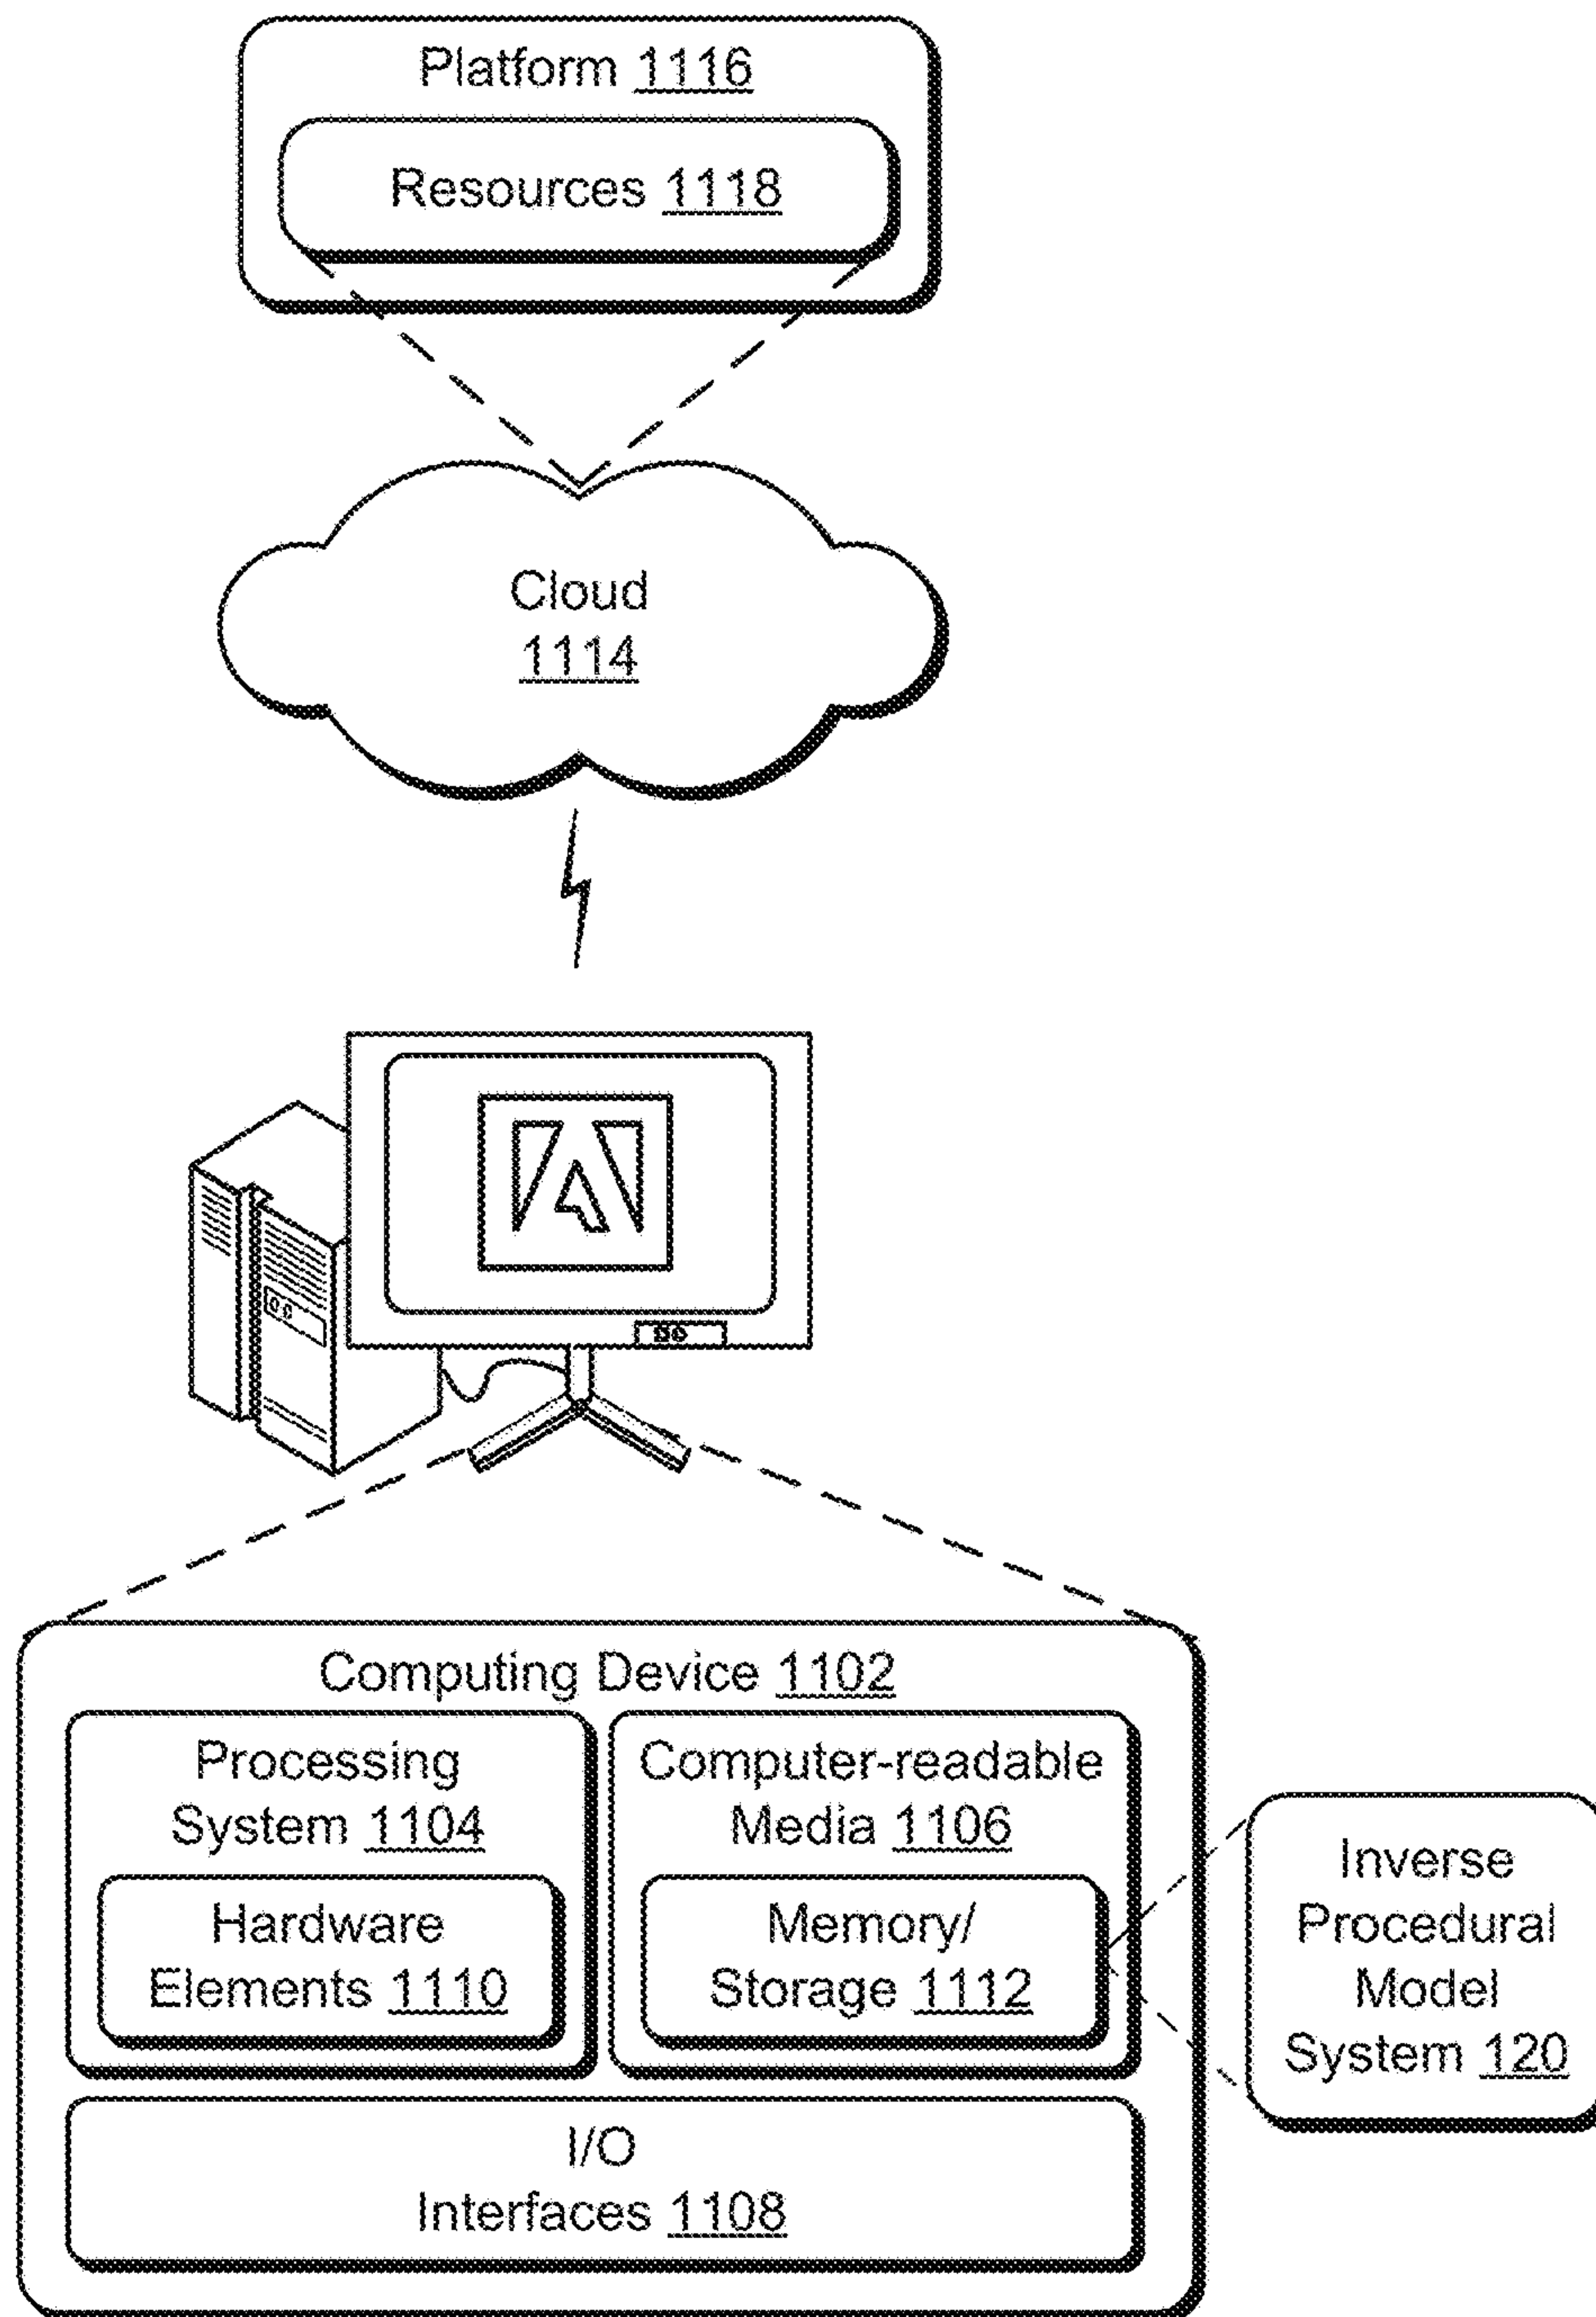 Platform 1116
Resources 1118
Cloud
1114
Computing Device 1102
Processing
System 1104
Hardware
Elements 1110
Computer-readable
Media 1106
Memory/
Storage 1112
I/O
Interfaces 1108
Inverse
Procedural
Model
System 120